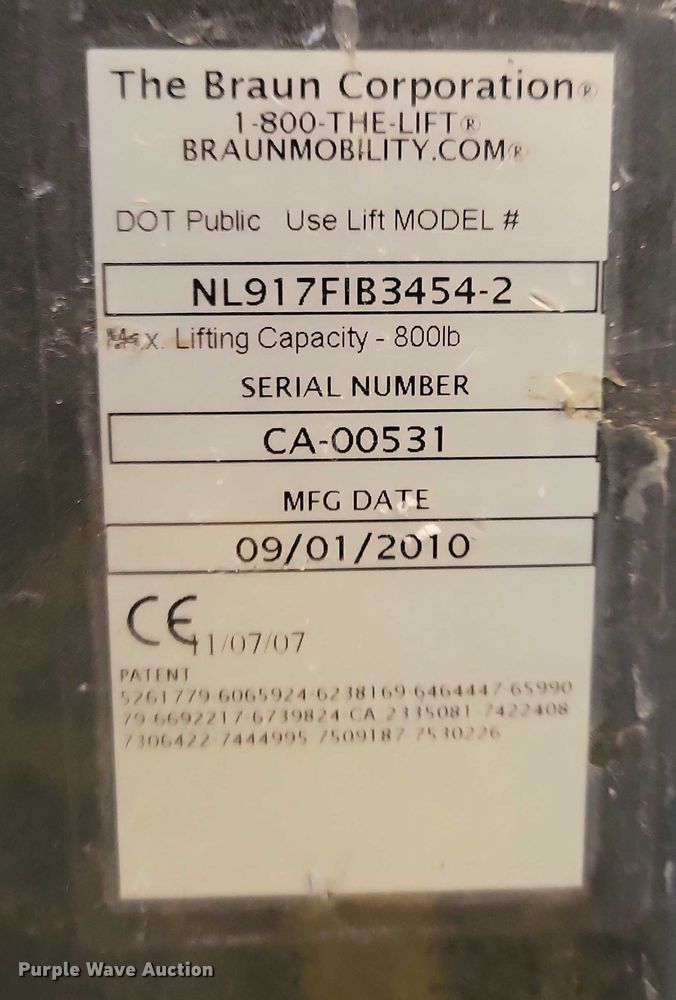 The Braun Corporation®
1-800-THE-LIFT®
BRAUNMOBILITY.COM®
DOT Public Use Lift MODEL #
NL917FIB3454-2
Max. Lifting Capacity - 800lb
SERIAL NUMBER
CA-00531
MFG DATE
09/01/2010
CE 11/07/07
PATENT
5261779 6065924-6238169-6464447-65990
79-6692217-6739824-CA 2335081-7422408
7306422-7444995-7509187-7530226
Purple Wave Auction